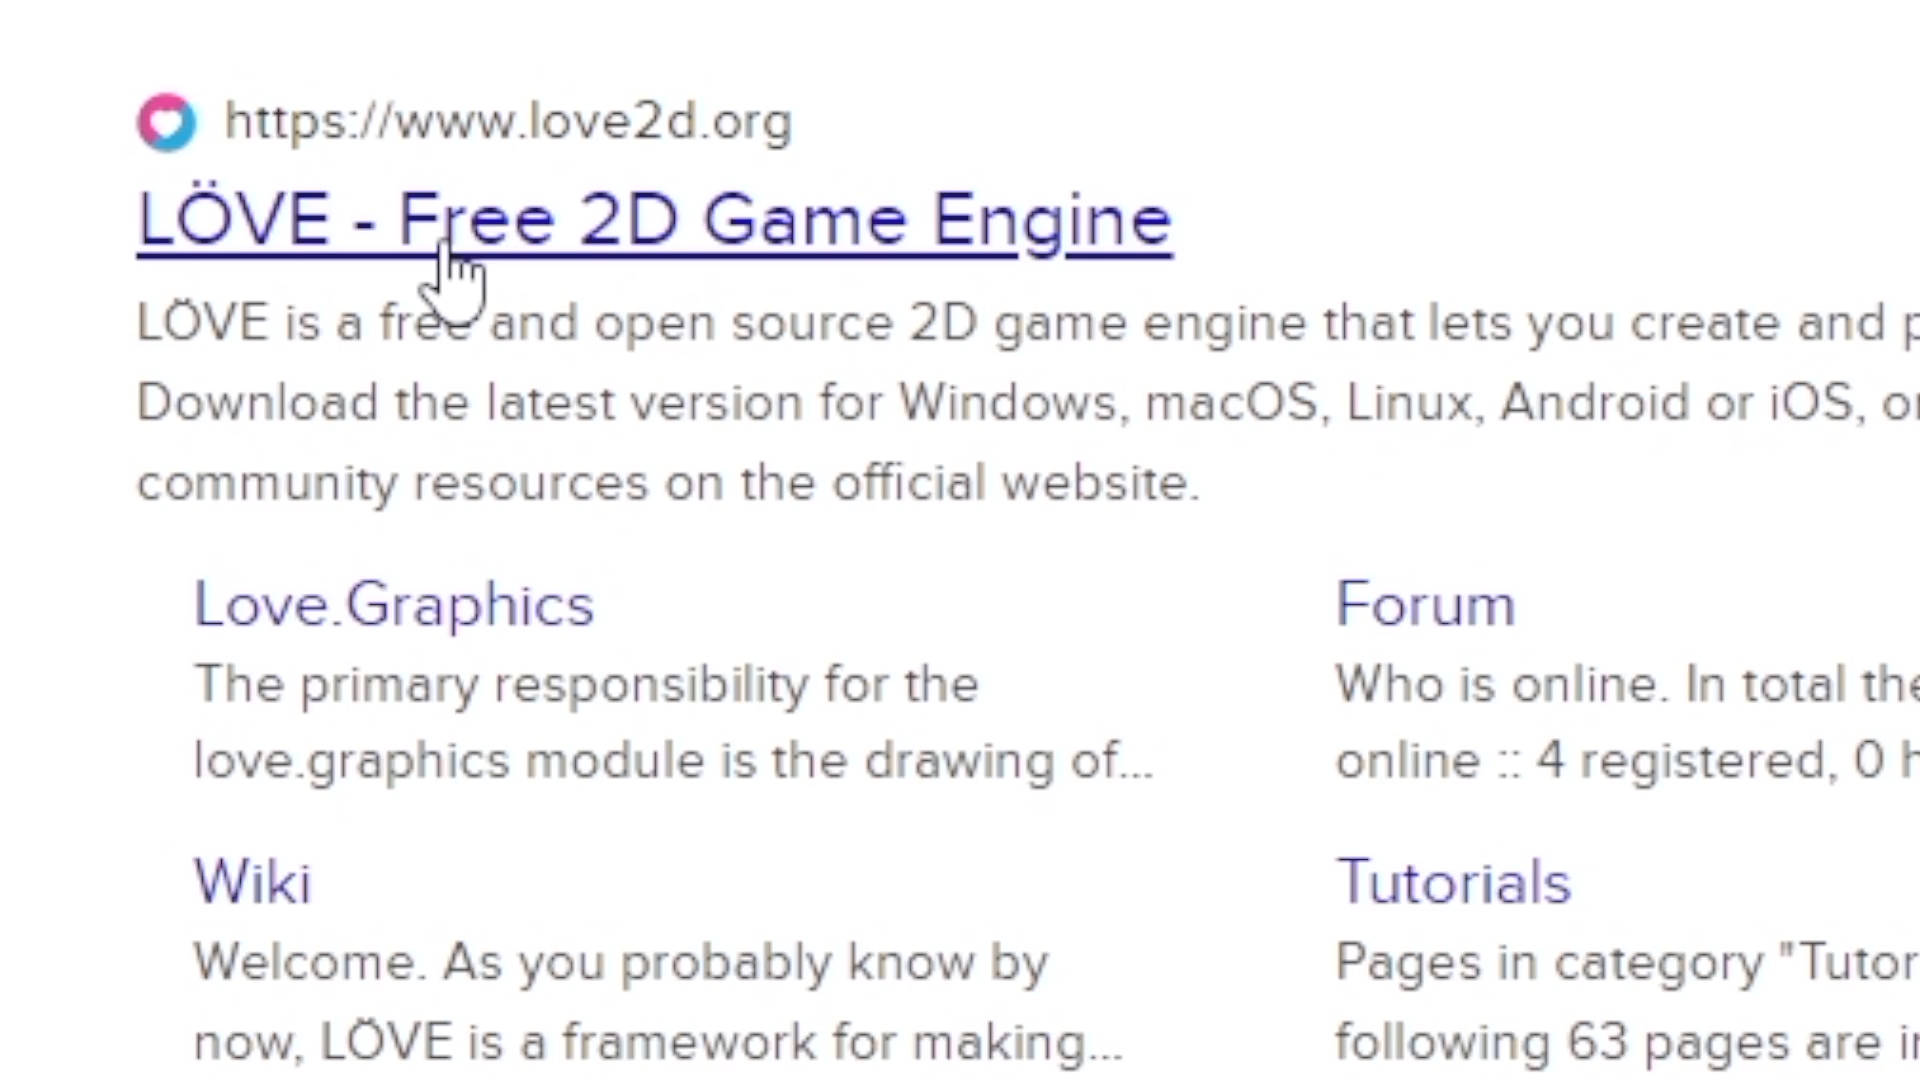 https://www.love2d.org
LÖVE - Free 2D Game Engine
LÖVE is a free and open source 2D game engine that lets you create and
Download the latest version for Windows, macOS, Linux, Android or iOS,
community resources on the official website.
Love.Graphics
The primary responsibility for the
love.graphics module is the drawing of...
Forum
Who is online. In total
online :: 4 registered, 0
Wiki
Welcome. As you probably know by
now, LÖVE is a framework for making...
Tutorials
Pages in category
following 63 pages are